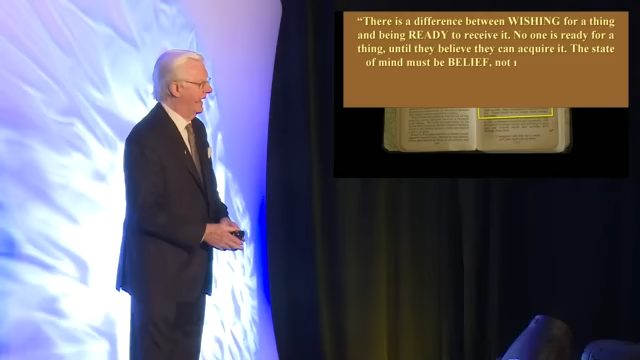 “There is a difference between WISHING for a thing
and being READY to receive it. No one is ready for a
thing, until they believe they can acquire it. The state
of mind must be BELIEF, not